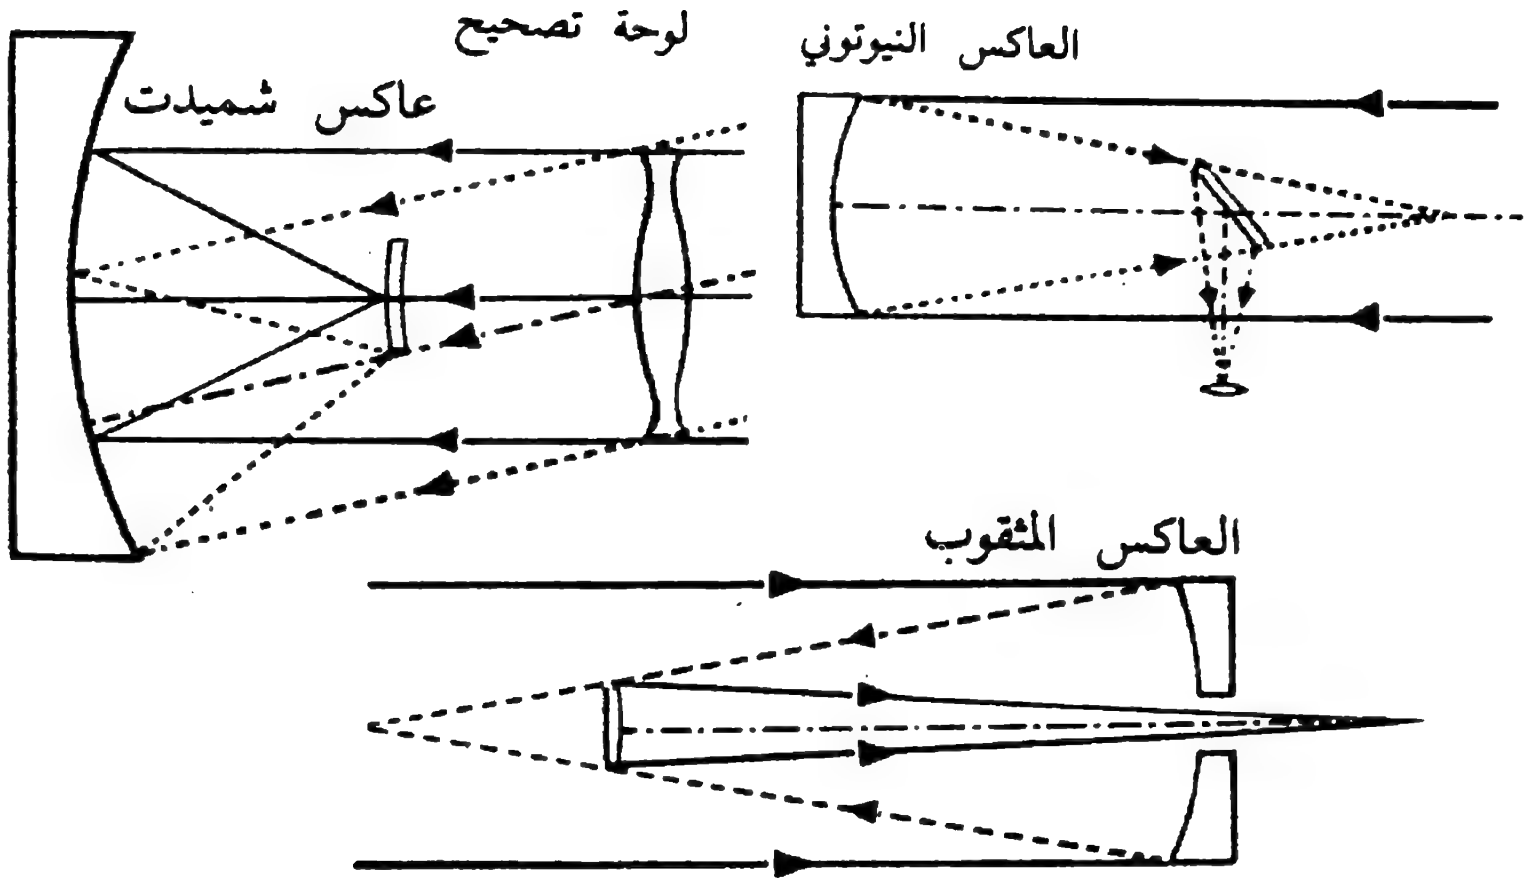 لوحة تصحيح
العاكس النيوتوني
عاكس شميدت
العاكس المثقوب